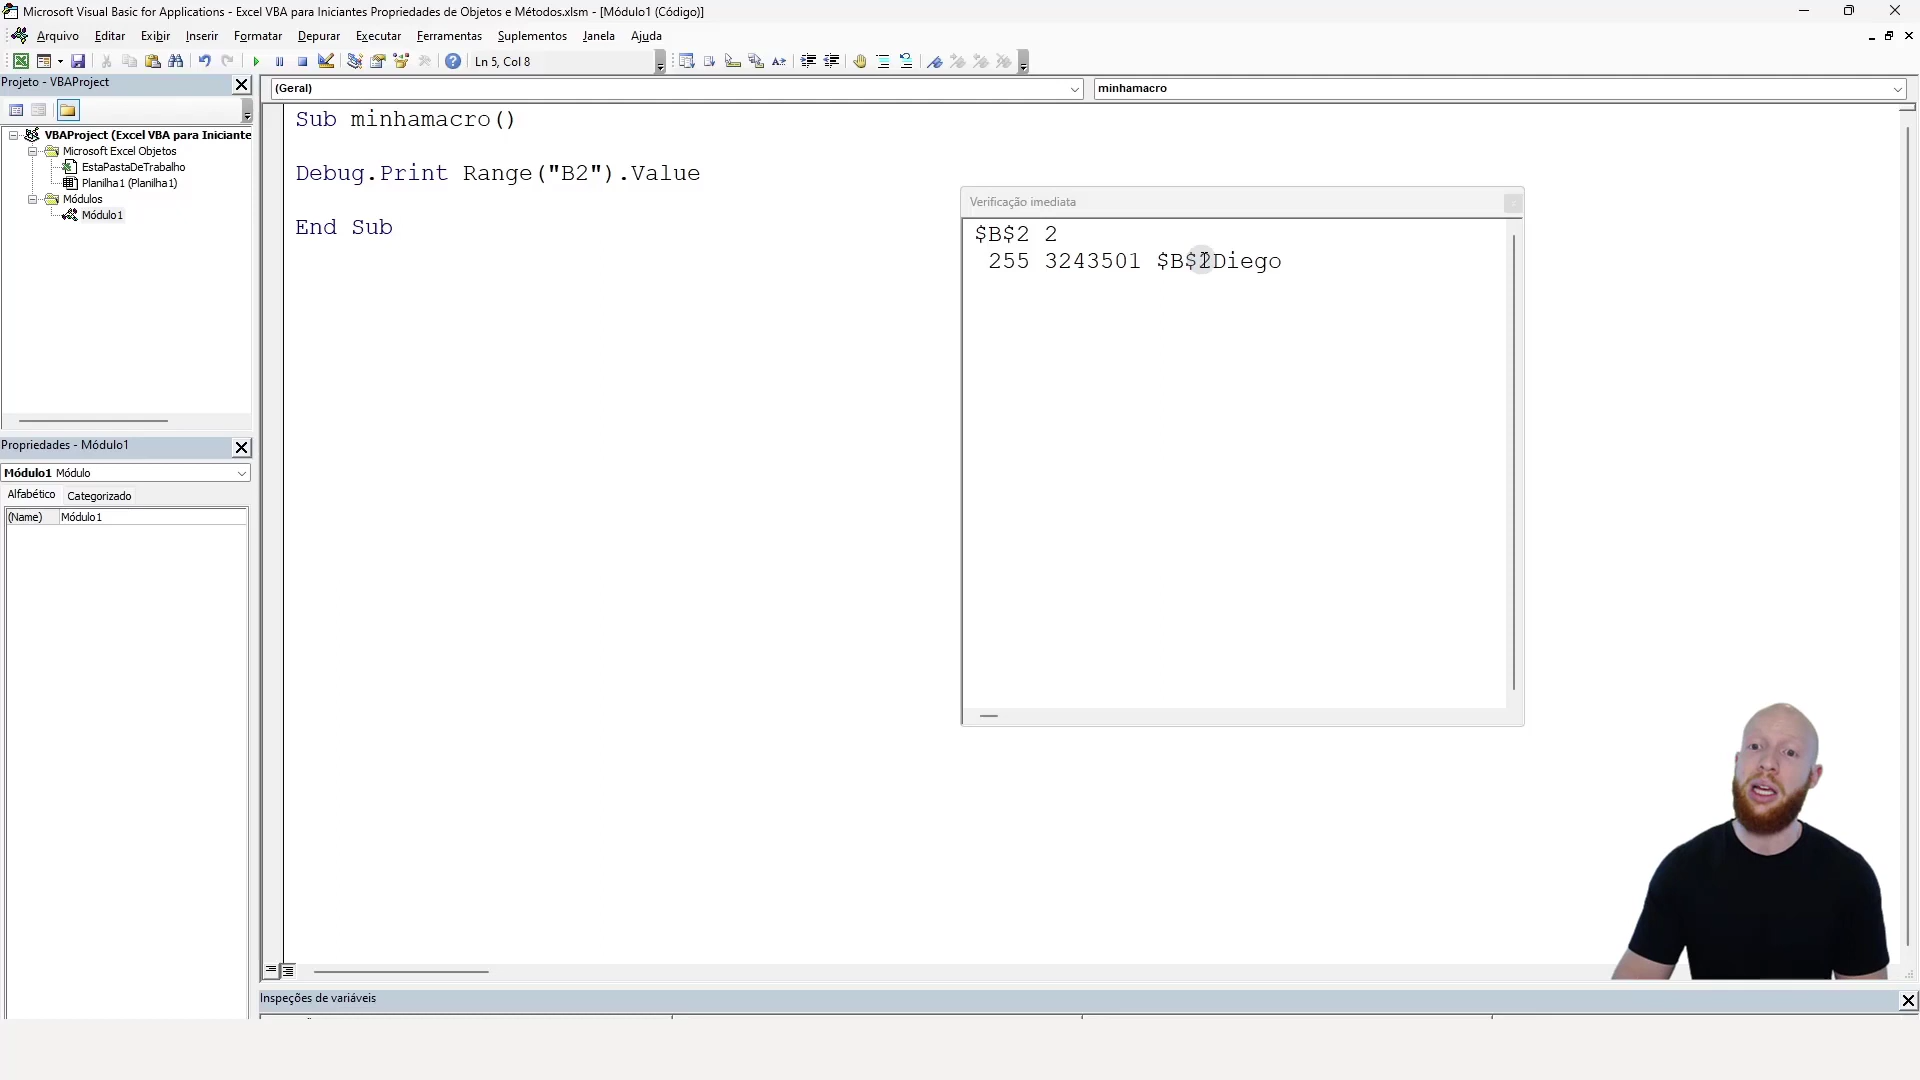 Microsoft Visual Basic for Applications - Excel VBA para Iniciantes Propriedades de Objetos e Métodos.xlsm - [Módulo1 (Código)]
Arquivo Editar Exibir Inserir Formatar Depurar Executar Ferramentas Suplementos Janela Ajuda
Ln 5, Col 8
Projeto - VBAProject
VBAProject (Excel VBA para Iniciante
Microsoft Excel Objetos
EstaPastaDeTrabalho
Planilha1 (Planilha1)
Módulos
Módulo1
Propriedades - Módulo1
Módulo1 Módulo
Alfabético Categorizado
(Name) Módulo1
(Geral) minhamacro
Sub minhamacro()
Debug.Print Range("B2").Value
End Sub
Verificação imediata
$B$2 2
255 3243501 $B$2Diego
Inspeções de variáveis